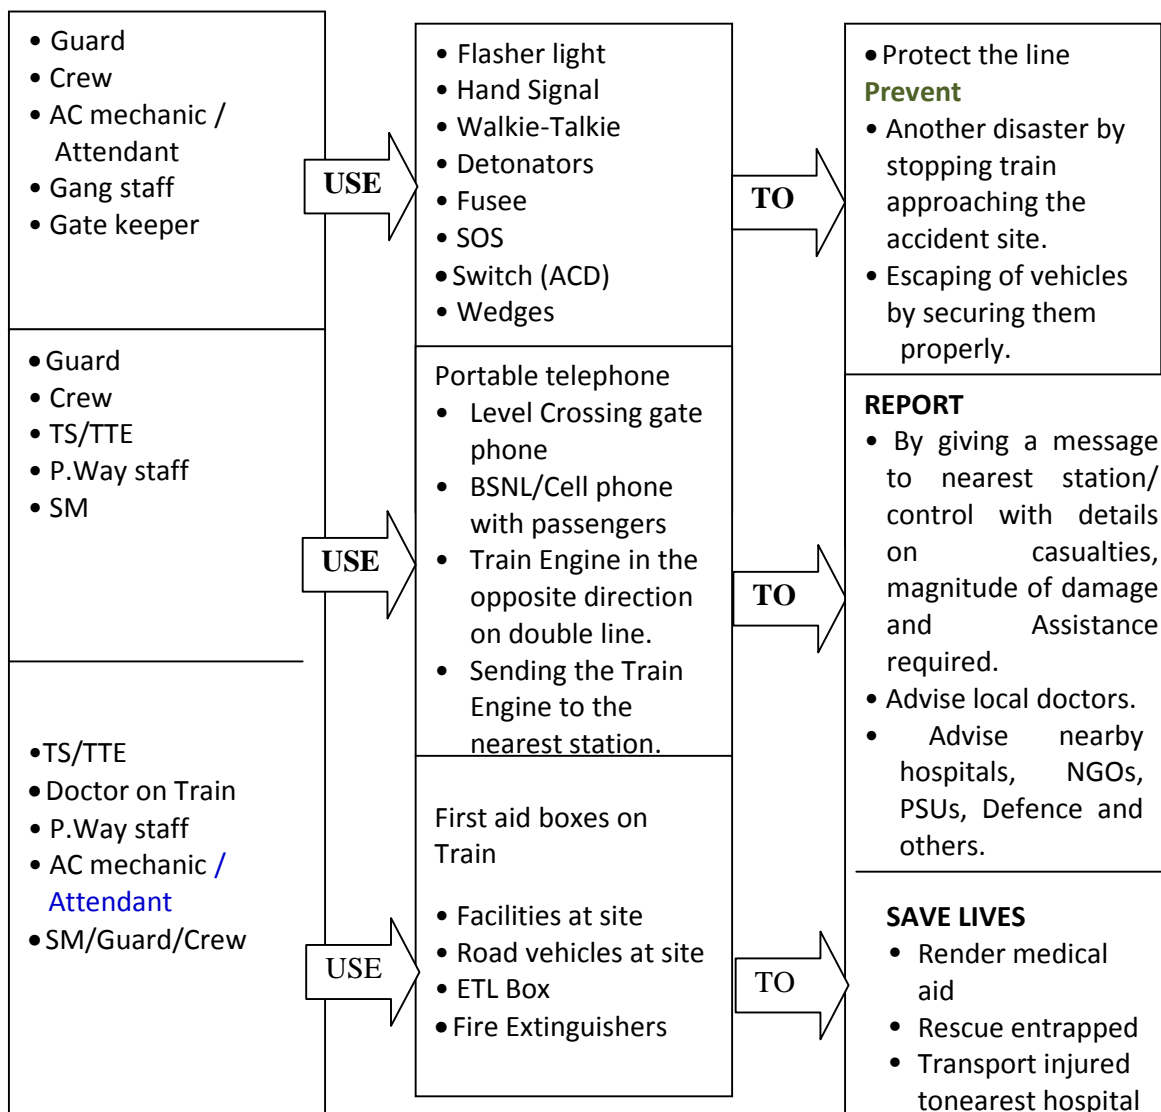 • Guard
• Crew
• AC mechanic /
Attendant
• Gang staff
• Gate keeper
USE
• Flasher light
• Hand Signal
• Walkie-Talkie
• Detonators
• Fusee
• SOS
• Switch (ACD)
• Wedges
TO
• Protect the line
Prevent
• Another disaster by
stopping train
approaching the
accident site.
• Escaping of vehicles
by securing them
properly.
• Guard
• Crew
• TS/TTE
• P.Way staff
• SM
USE
Portable telephone
• Level Crossing gate
phone
• BSNL/Cell phone
with passengers
• Train Engine in the
opposite direction
on double line.
• Sending the Train
Engine to the
nearest station.
TO
REPORT
• By giving a message
to nearest station/
control with details
on casualties,
magnitude of damage
and Assistance
required.
• Advise local doctors.
• Advise nearby
hospitals, NGOs,
PSUs, Defence and
others.
• TS/TTE
• Doctor on Train
• P.Way staff
• AC mechanic /
Attendant
• SM/Guard/Crew
USE
First aid boxes on
Train
• Facilities at site
• Road vehicles at site
• ETL Box
• Fire Extinguishers
TO
SAVE LIVES
• Render medical
aid
• Rescue entrapped
• Transport injured
tonearest hospital